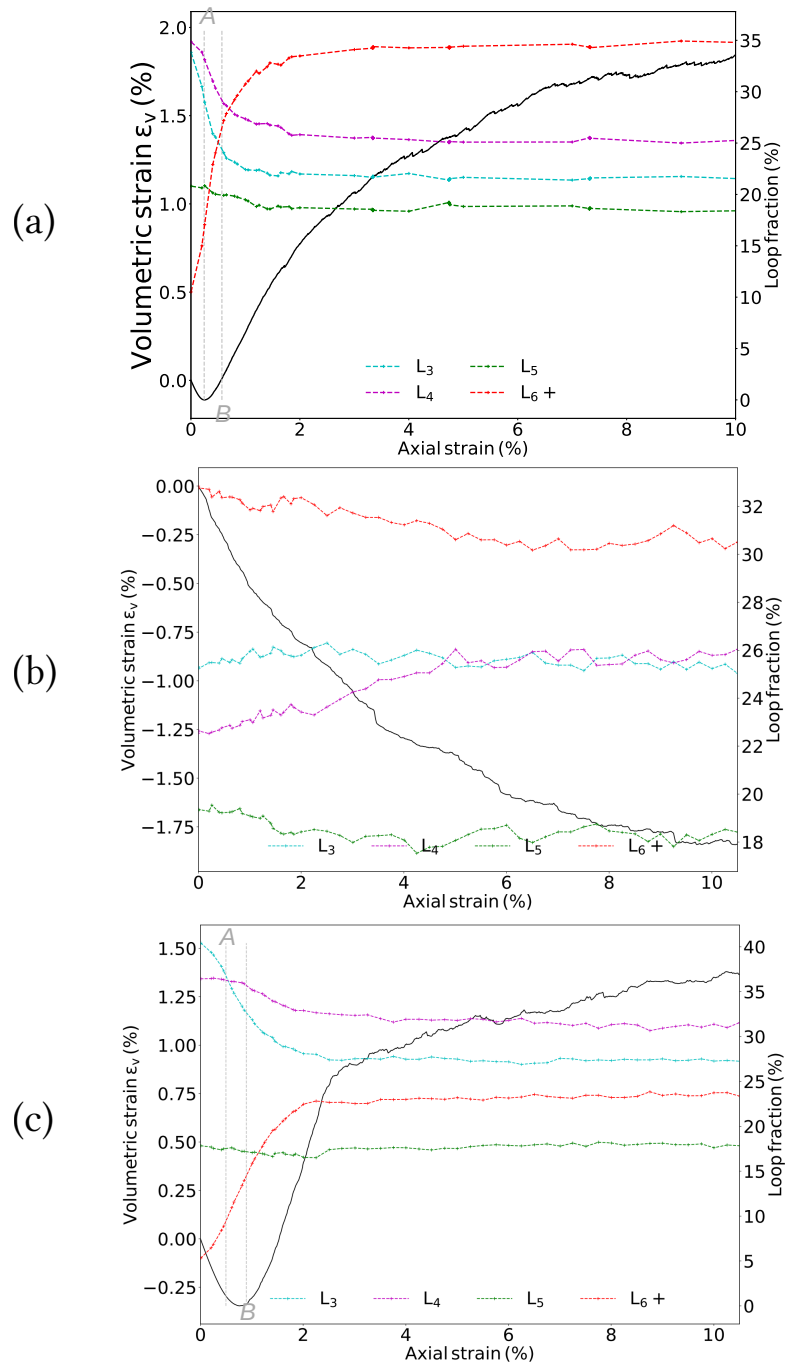 (a)
A
2.0
1.5
1.0
0.5
0.0
Volumetric strain εᵥ (%)
35
30
25
20
15
10
5
0
Loop fraction (%)
L₃ L₅
L₄ L₆ +
B
0 2 4 6 8 10
Axial strain (%)
(b)
0.00
−0.25
−0.50
−0.75
−1.00
−1.25
−1.50
−1.75
Volumetric strain εᵥ (%)
32
30
28
26
24
22
20
18
Loop fraction (%)
L₃ L₄ L₅ L₆ +
0 2 4 6 8 10
Axial strain (%)
(c)
A
1.50
1.25
1.00
0.75
0.50
0.25
0.00
−0.25
Volumetric strain εᵥ (%)
40
35
30
25
20
15
10
5
0
Loop fraction (%)
B
L₃ L₄ L₅ L₆ +
0 2 4 6 8 10
Axial strain (%)